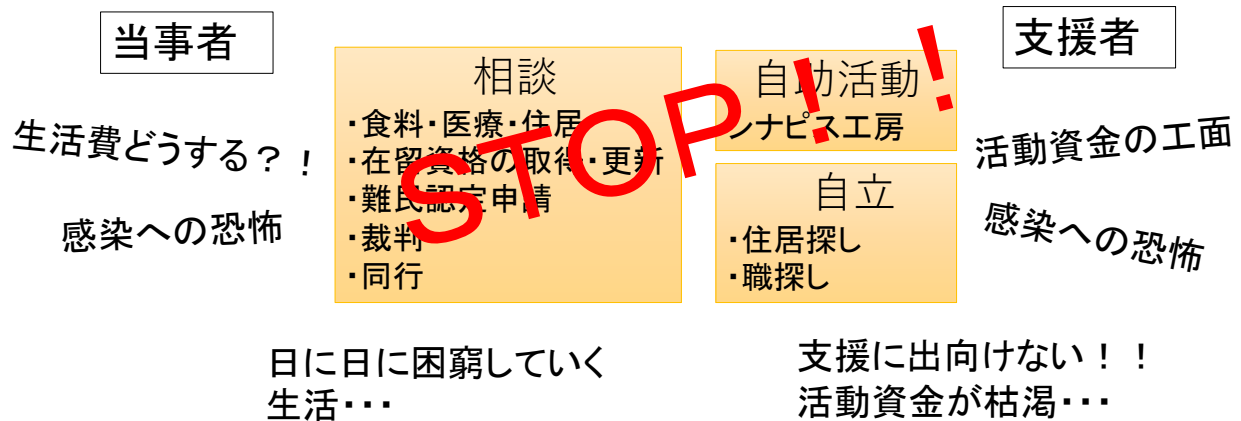 当事者
支援者
相談
・食料・医療・住居
・在留資格の取得・更新
・難民認定申請
・裁判
・同行
自助活動
シナピス工房
自立
・住居探し
・職探し
STOP！！
生活費どうする？！
感染への恐怖
活動資金の工面
感染への恐怖
日に日に困窮していく
生活・・・
支援に出向けない！！
活動資金が枯渇・・・